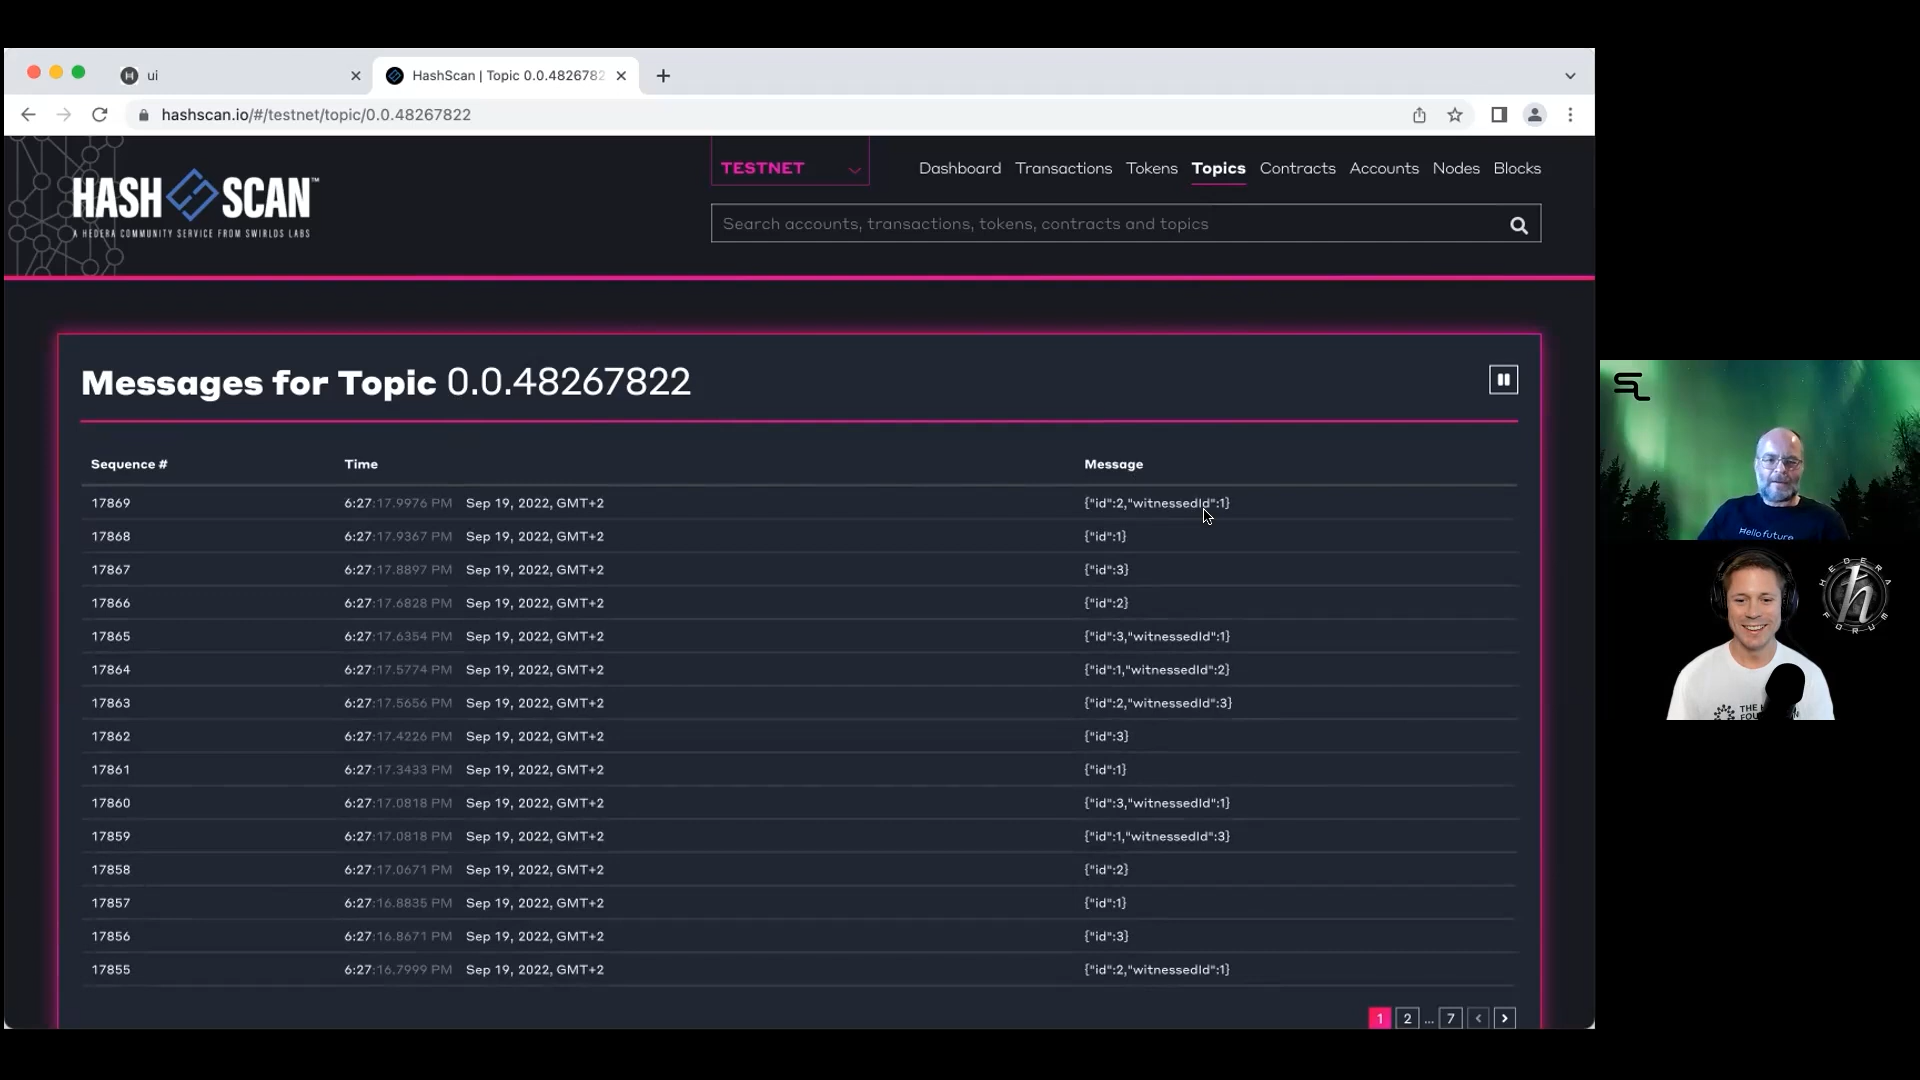 ui
HashScan | Topic 0.0.4826782
hashscan.io/#/testnet/topic/0.0.48267822
HASH SCAN™
A HEDERA COMMUNITY SERVICE FROM SWIRLDS LABS
TESTNET
Dashboard Transactions Tokens Topics Contracts Accounts Nodes Blocks
Search accounts, transactions, tokens, contracts and topics
Messages for Topic 0.0.48267822
Sequence # Time Message
17869 6:27:17.9976 PM Sep 19, 2022, GMT+2 {"id":2,"witnessedId":1}
17868 6:27:17.9367 PM Sep 19, 2022, GMT+2 {"id":1}
17867 6:27:17.8897 PM Sep 19, 2022, GMT+2 {"id":3}
17866 6:27:17.6828 PM Sep 19, 2022, GMT+2 {"id":2}
17865 6:27:17.6354 PM Sep 19, 2022, GMT+2 {"id":3,"witnessedId":1}
17864 6:27:17.5774 PM Sep 19, 2022, GMT+2 {"id":1,"witnessedId":2}
17863 6:27:17.5656 PM Sep 19, 2022, GMT+2 {"id":2,"witnessedId":3}
17862 6:27:17.4226 PM Sep 19, 2022, GMT+2 {"id":3}
17861 6:27:17.3433 PM Sep 19, 2022, GMT+2 {"id":1}
17860 6:27:17.0818 PM Sep 19, 2022, GMT+2 {"id":3,"witnessedId":1}
17859 6:27:17.0818 PM Sep 19, 2022, GMT+2 {"id":1,"witnessedId":3}
17858 6:27:17.0671 PM Sep 19, 2022, GMT+2 {"id":2}
17857 6:27:16.8835 PM Sep 19, 2022, GMT+2 {"id":1}
17856 6:27:16.8671 PM Sep 19, 2022, GMT+2 {"id":3}
17855 6:27:16.7999 PM Sep 19, 2022, GMT+2 {"id":2,"witnessedId":1}
1 2 ... 7 < >
SL
Hello future
HEDERA
h
FORUM
THE